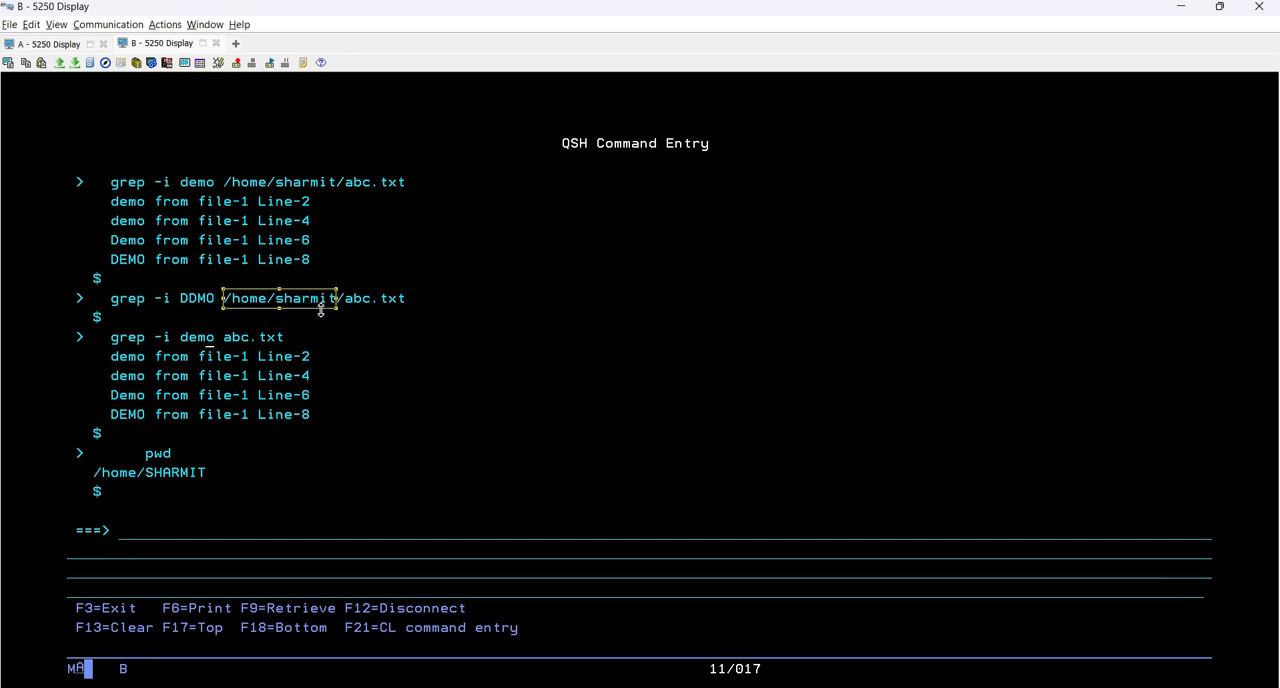 B - 5250 Display
File Edit View Communication Actions Window Help
A - 5250 Display B - 5250 Display
QSH Command Entry
> grep -i demo /home/sharmit/abc.txt
demo from file-1 Line-2
demo from file-1 Line-4
Demo from file-1 Line-6
DEMO from file-1 Line-8
$
> grep -i DDMO /home/sharmit/abc.txt
$
> grep -i demo abc.txt
demo from file-1 Line-2
demo from file-1 Line-4
Demo from file-1 Line-6
DEMO from file-1 Line-8
$
> pwd
/home/SHARMIT
$
===>
F3=Exit F6=Print F9=Retrieve F12=Disconnect
F13=Clear F17=Top F18=Bottom F21=CL command entry
MA B 11/017